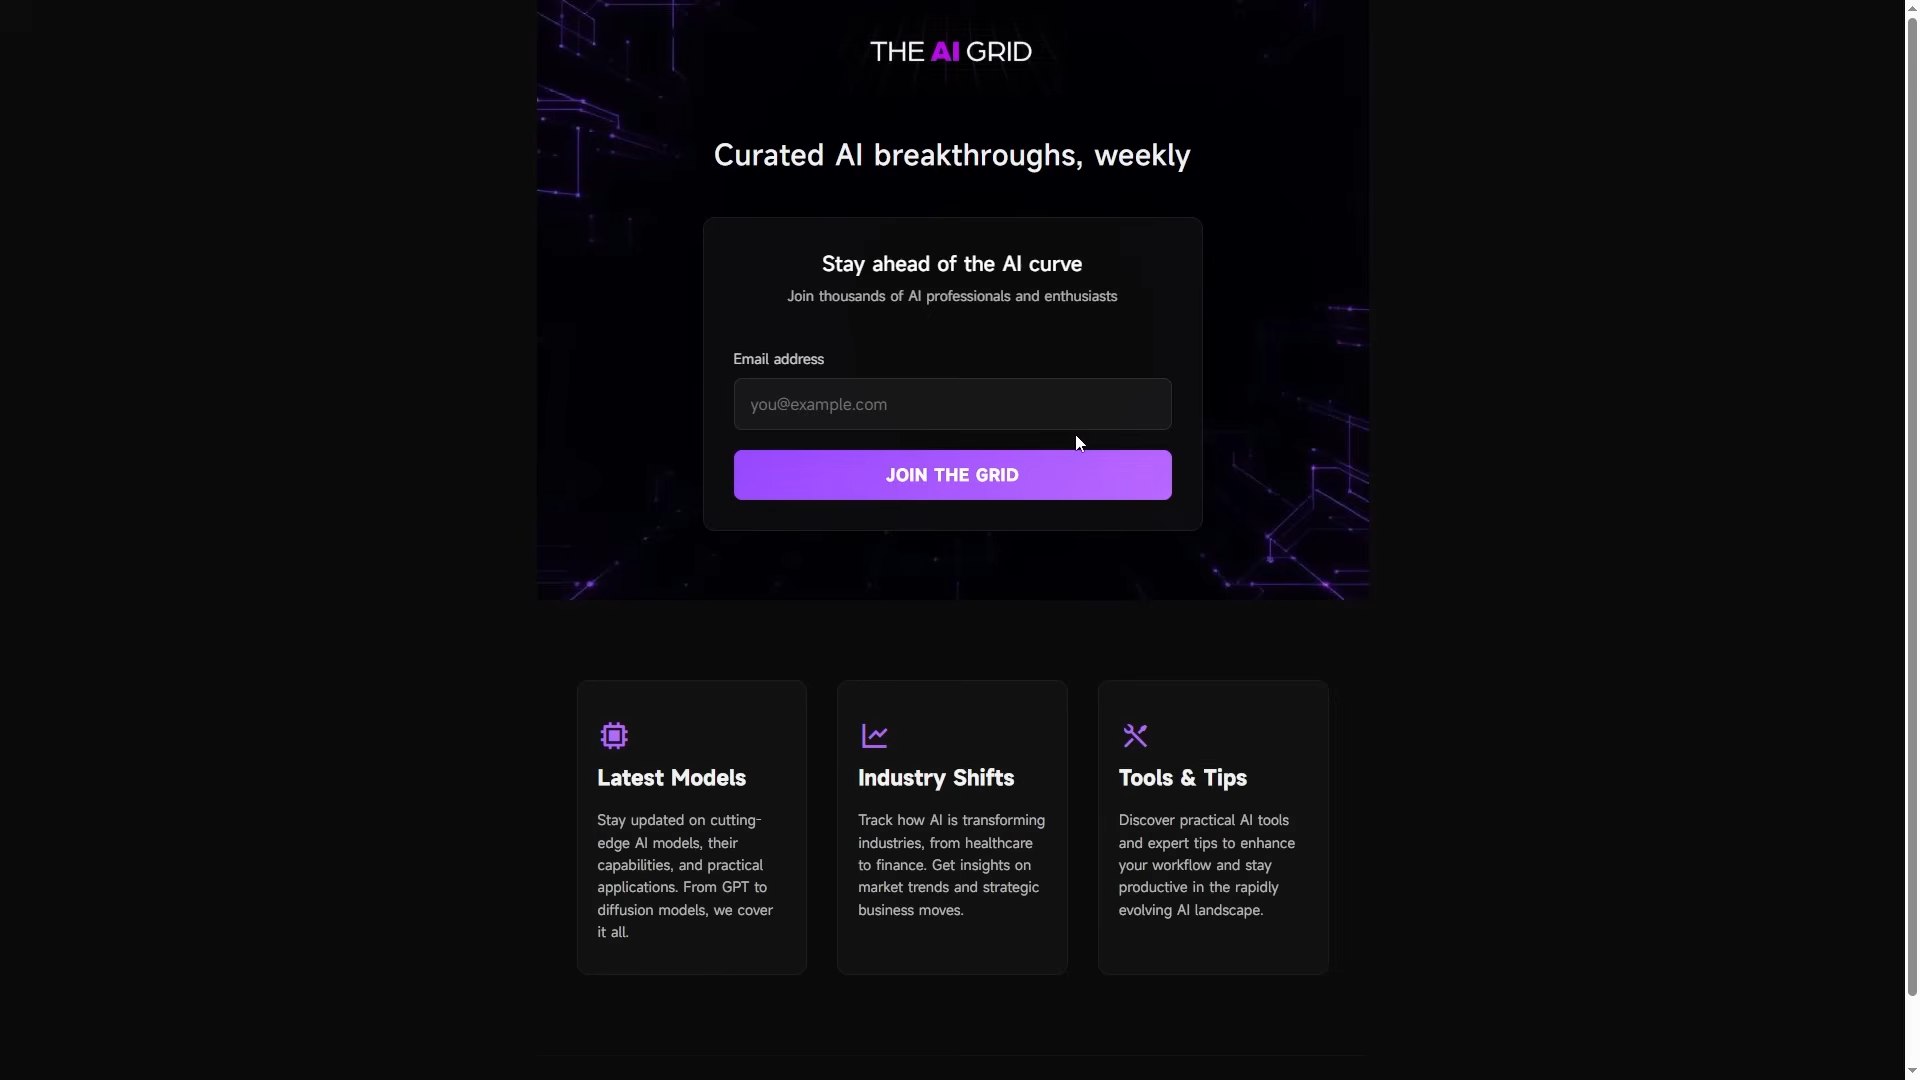 THE AI GRID
Curated AI breakthroughs, weekly
Stay ahead of the AI curve
Join thousands of AI professionals and enthusiasts
Email address
you@example.com
JOIN THE GRID
Latest Models
Stay updated on cutting-
edge AI models, their
capabilities, and practical
applications. From GPT to
diffusion models, we cover
it all.
Industry Shifts
Track how AI is transforming
industries, from healthcare
to finance. Get insights on
market trends and strategic
business moves.
Tools & Tips
Discover practical AI tools
and expert tips to enhance
your workflow and stay
productive in the rapidly
evolving AI landscape.